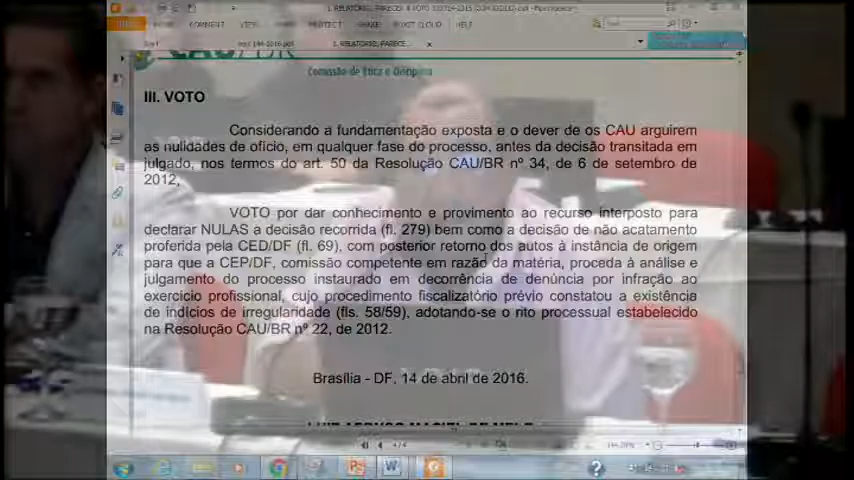 COMMENT VIEW PROTECT SHARE FOXIT CLOUD HELP
Comissão de Ética e Disciplina
III. VOTO
Considerando a fundamentação exposta e o dever de os CAU arguirem
as nulidades de ofício, em qualquer fase do processo, antes da decisão transitada em
julgado, nos termos do art. 50 da Resolução CAU/BR nº 34, de 6 de setembro de
2012,
VOTO por dar conhecimento e provimento ao recurso interposto para
declarar NULAS a decisão recorrida (fl. 279) bem como a decisão de não acatamento
proferida pela CED/DF (fl. 69), com posterior retorno dos autos à instância de origem
para que a CEP/DF, comissão competente em razão da matéria, proceda à análise e
julgamento do processo instaurado em decorrência de denúncia por infração ao
exercício profissional, cujo procedimento fiscalizatório prévio constatou a existência
de indícios de irregularidade (fls. 58/59), adotando-se o rito processual estabelecido
na Resolução CAU/BR nº 22, de 2012.
Brasília - DF, 14 de abril de 2016.